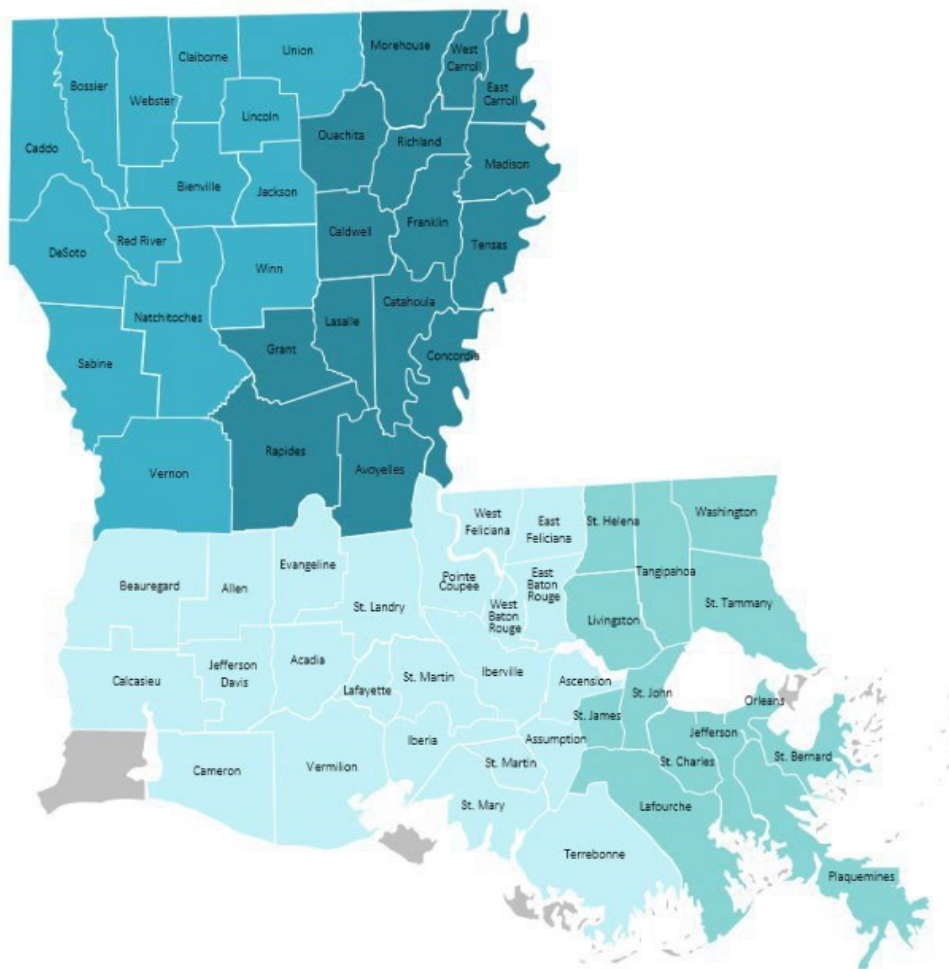 Morehouse
West
Carroll
Union
Claiborne
Bossier
Webster
East
Carroll
Lincoln
Ouachita
Richland
Caddo
Madison
Bienville
Jackson
Franklin
Caldwell
Red River
Tensas
DeSoto
Winn
Catahoula
Natchitoches
Lasalle
Grant
Concordia
Sabine
Rapides
Avoyelles
Vernon
Washington
West
Feliciana
East
Feliciana
St. Helena
Evangeline
Tangipahoa
Beauregard
Allen
Pointe
Coupee
East
Baton
Rouge
St. Landry
St. Tammany
West
Baton
Rouge
Livingston
Acadia
Jefferson
Davis
Calcasieu
St. Martin
Iberville
Ascension
Lafayette
St. John
Orleans
St. James
Jefferson
Iberia
Assumption
St. Bernard
St. Charles
St. Martin
Cameron
Vermilion
St. Mary
Lafourche
Terrebonne
Plaquemines